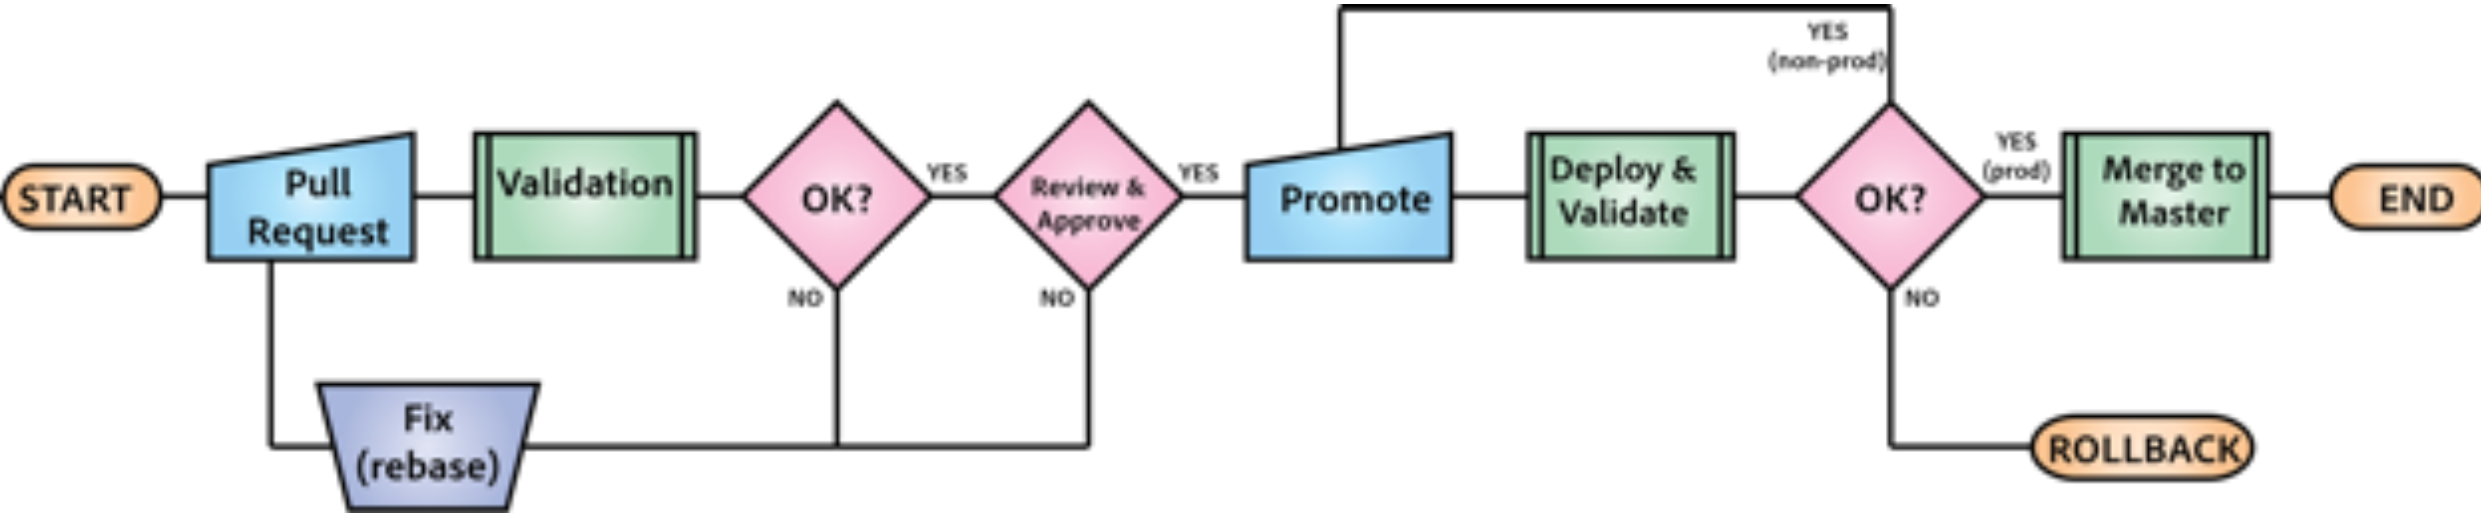 START
Pull
Request
Validation
OK?
YES
NO
Review &
Approve
YES
NO
Promote
Deploy &
Validate
YES
(non-prod)
OK?
YES
(prod)
NO
Merge to
Master
END
Fix
(rebase)
ROLLBACK